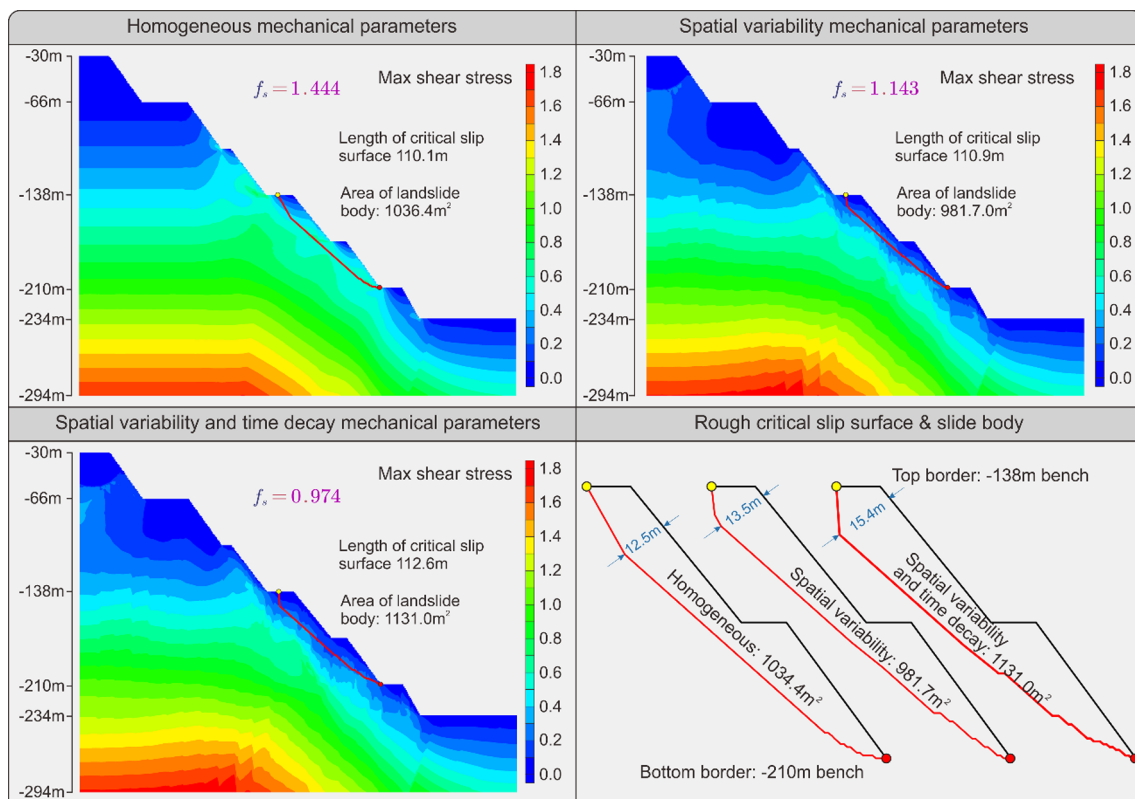 Homogeneous mechanical parameters
-30m
-66m
-138m
-210m
-234m
-294m
fₛ = 1.444
Max shear stress
Length of critical slip
surface 110.1m
Area of landslide
body: 1036.4m²
1.8
1.6
1.4
1.2
1.0
0.8
0.6
0.4
0.2
0.0
Spatial variability mechanical parameters
-30m
-66m
-138m
-210m
-234m
-294m
fₛ = 1.143
Max shear stress
Length of critical slip
surface 110.9m
Area of landslide
body: 981.7.0m²
1.8
1.6
1.4
1.2
1.0
0.8
0.6
0.4
0.2
0.0
Spatial variability and time decay mechanical parameters
-30m
-66m
-138m
-210m
-234m
-294m
fₛ = 0.974
Max shear stress
Length of critical slip
surface 112.6m
Area of landslide
body: 1131.0m²
1.8
1.6
1.4
1.2
1.0
0.8
0.6
0.4
0.2
0.0
Rough critical slip surface & slide body
Top border: -138m bench
12.5m
13.5m
15.4m
Homogeneous: 1034.4m²
Spatial variability: 981.7m²
Spatial variability
and time decay: 1131.0m²
Bottom border: -210m bench